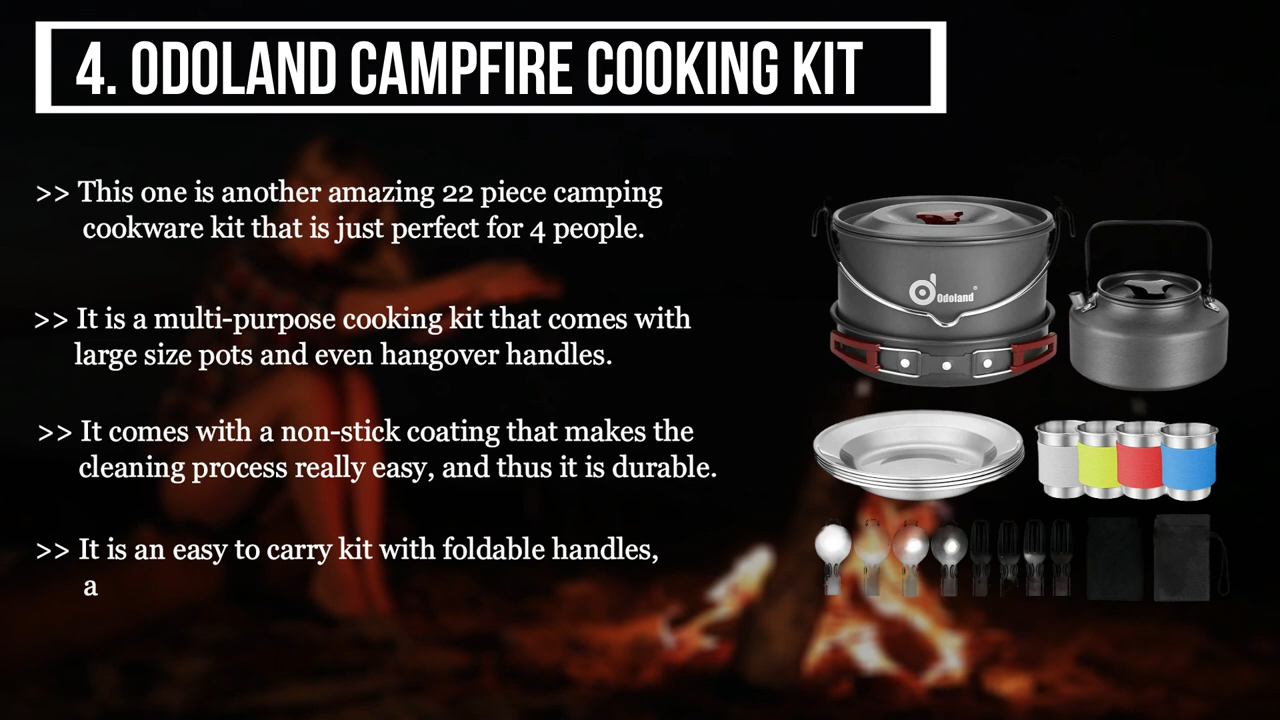 4. ODOLAND CAMPFIRE COOKING KIT
>> This one is another amazing 22 piece camping
cookware kit that is just perfect for 4 people.
>> It is a multi-purpose cooking kit that comes with
large size pots and even hangover handles.
>> It comes with a non-stick coating that makes the
cleaning process really easy, and thus it is durable.
>> It is an easy to carry kit with foldable handles,
a
Odoland®